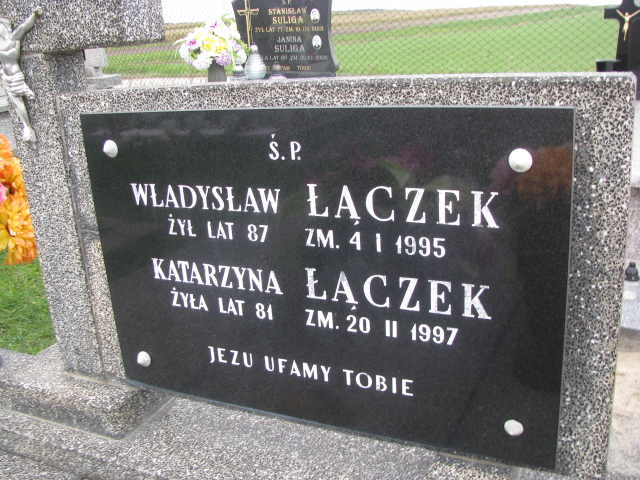 Ś.P.
STANISŁAW
SULIGA
JANINA
SULIGA
Ś.P.
WŁADYSŁAW ŁĄCZEK
ŻYŁ LAT 87 ZM. 4 I 1995
KATARZYNA ŁĄCZEK
ŻYŁA LAT 81 ZM. 20 II 1997
JEZU UFAMY TOBIE